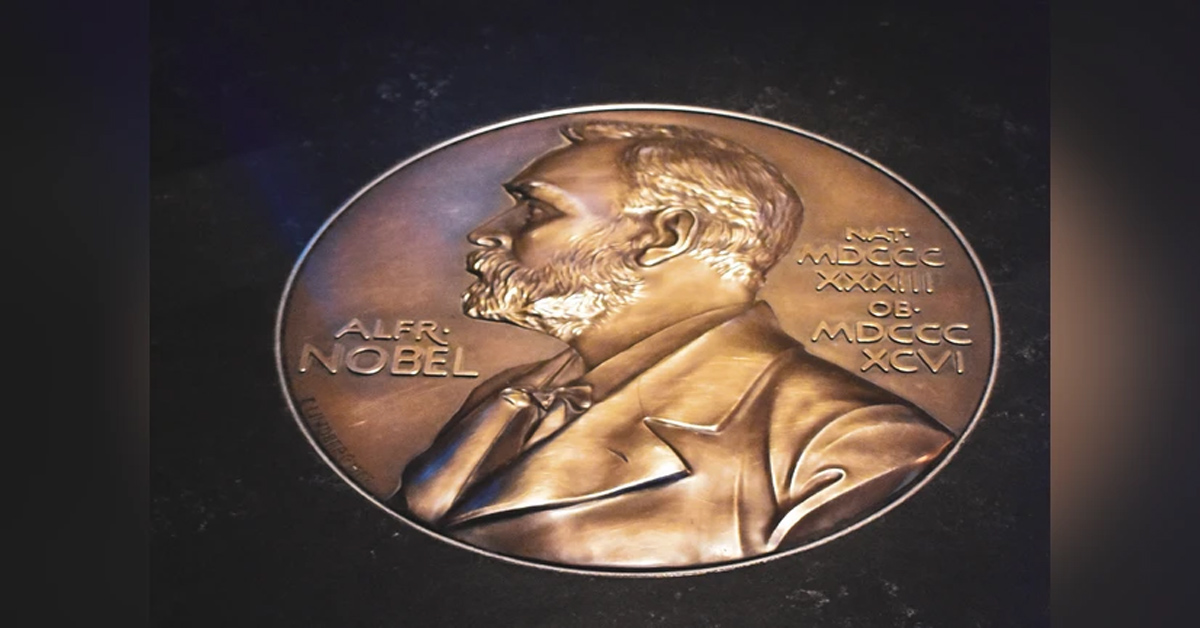 ALFR·
NOBEL
NAT·
MDCCC
XXXIII
OB·
MDCCC
XCVI